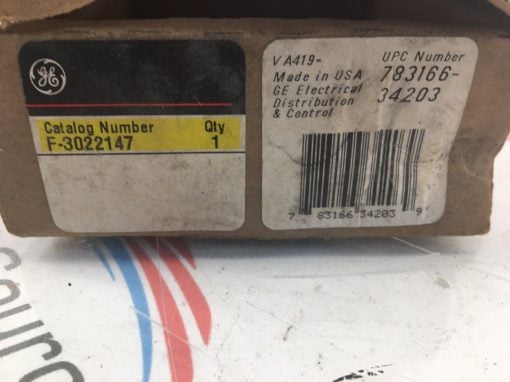 GE
Catalog Number Qty
F-3022147 1
VA419- UPC Number
Made in USA 783166-
GE Electrical 34203
Distribution
& Control
7 83166 34203 9